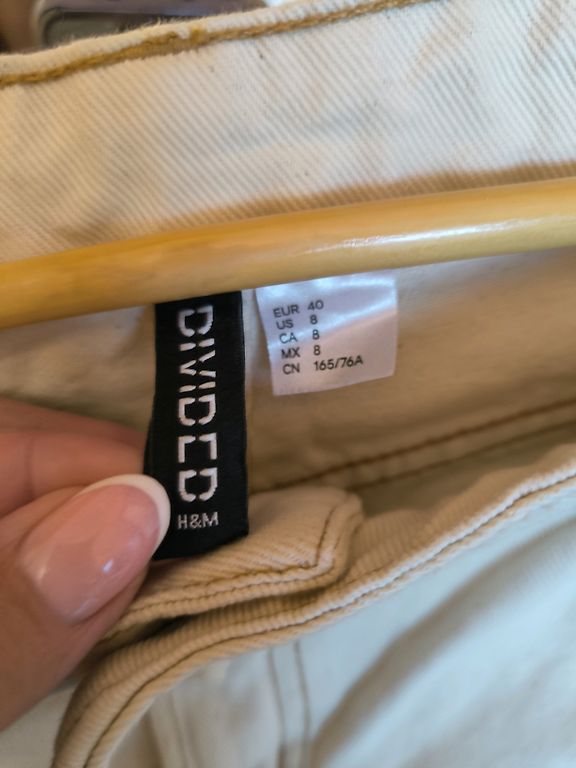 DIVIDED
H&M
EUR 40
US 8
CA 8
MX 8
CN 165/76A